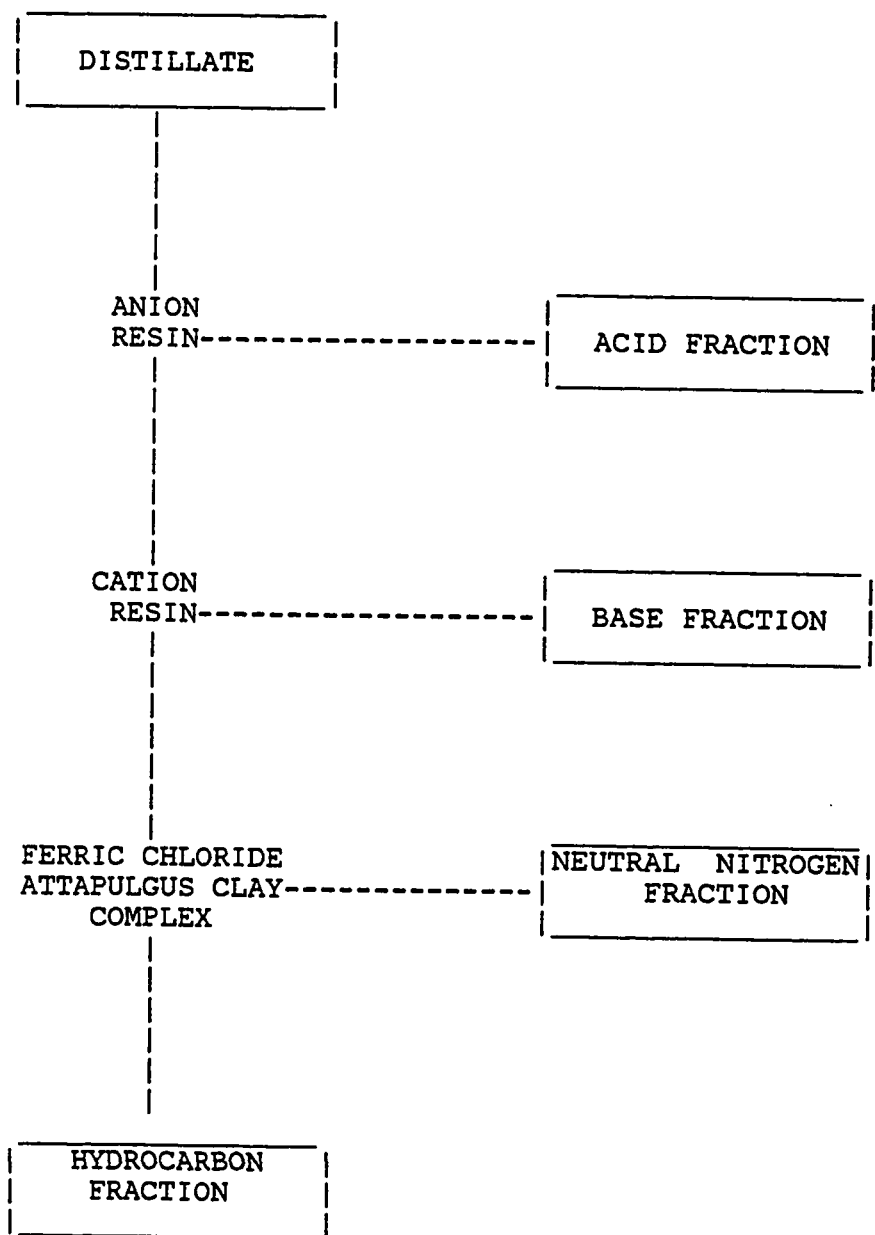 DISTILLATE
ANION
RESIN
ACID FRACTION
CATION
RESIN
BASE FRACTION
FERRIC CHLORIDE
ATTAPULGUS CLAY
COMPLEX
NEUTRAL NITROGEN
FRACTION
HYDROCARBON
FRACTION